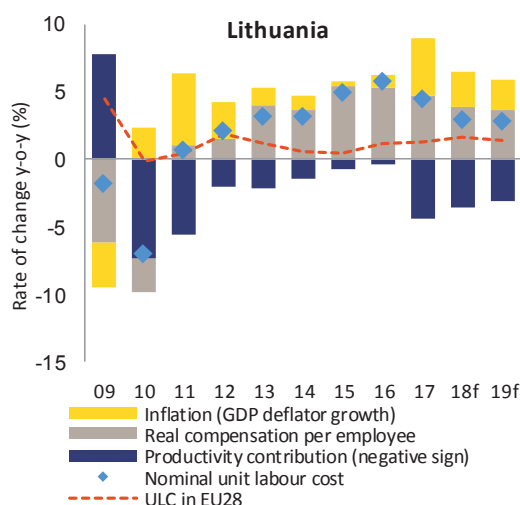 Lithuania
Rate of change y-o-y (%)
10
5
0
-5
-10
-15
09 10 11 12 13 14 15 16 17 18f 19f
Inflation (GDP deflator growth)
Real compensation per employee
Productivity contribution (negative sign)
Nominal unit labour cost
ULC in EU28